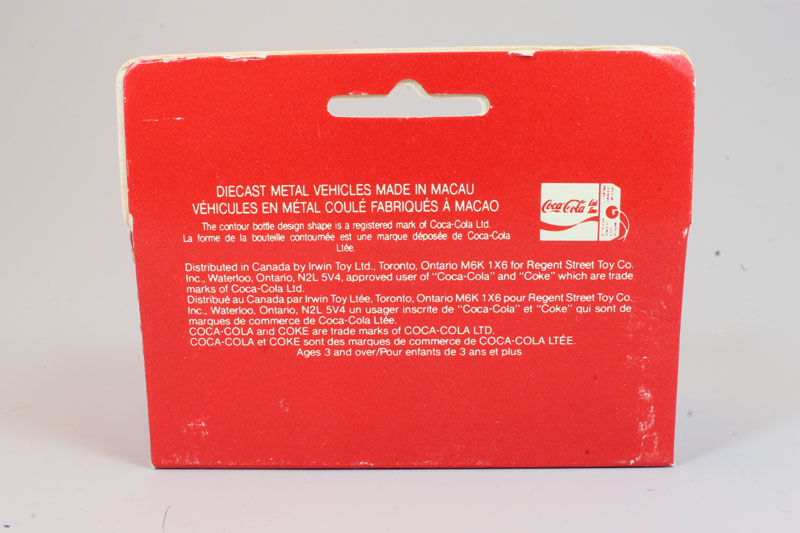 DIECAST METAL VEHICLES MADE IN MACAU
VÉHICULES EN MÉTAL COULÉ FABRIQUÉS À MACAO
The contour bottle design shape is a registered mark of Coca-Cola Ltd.
La forme de la bouteille contournée est une marque déposée de Coca-Cola
Ltée.
Coca-Cola Ltd.
Ltée
Distributed in Canada by Irwin Toy Ltd., Toronto, Ontario M6K 1X6 for Regent Street Toy Co.
Inc., Waterloo, Ontario, N2L 5V4, approved user of "Coca-Cola" and "Coke" which are trade
marks of Coca-Cola Ltd.
Distribué au Canada par Irwin Toy Ltée, Toronto, Ontario M6K 1X6 pour Regent Street Toy Co.
Inc., Waterloo, Ontario, N2L 5V4 un usager inscrite de "Coca-Cola" et "Coke" qui sont de
marques de commerce de Coca-Cola Ltée.
COCA-COLA and COKE are trade marks of COCA-COLA LTD.
COCA-COLA et COKE sont des marques de commerce de COCA-COLA LTÉE.
Ages 3 and over/Pour enfants de 3 ans et plus